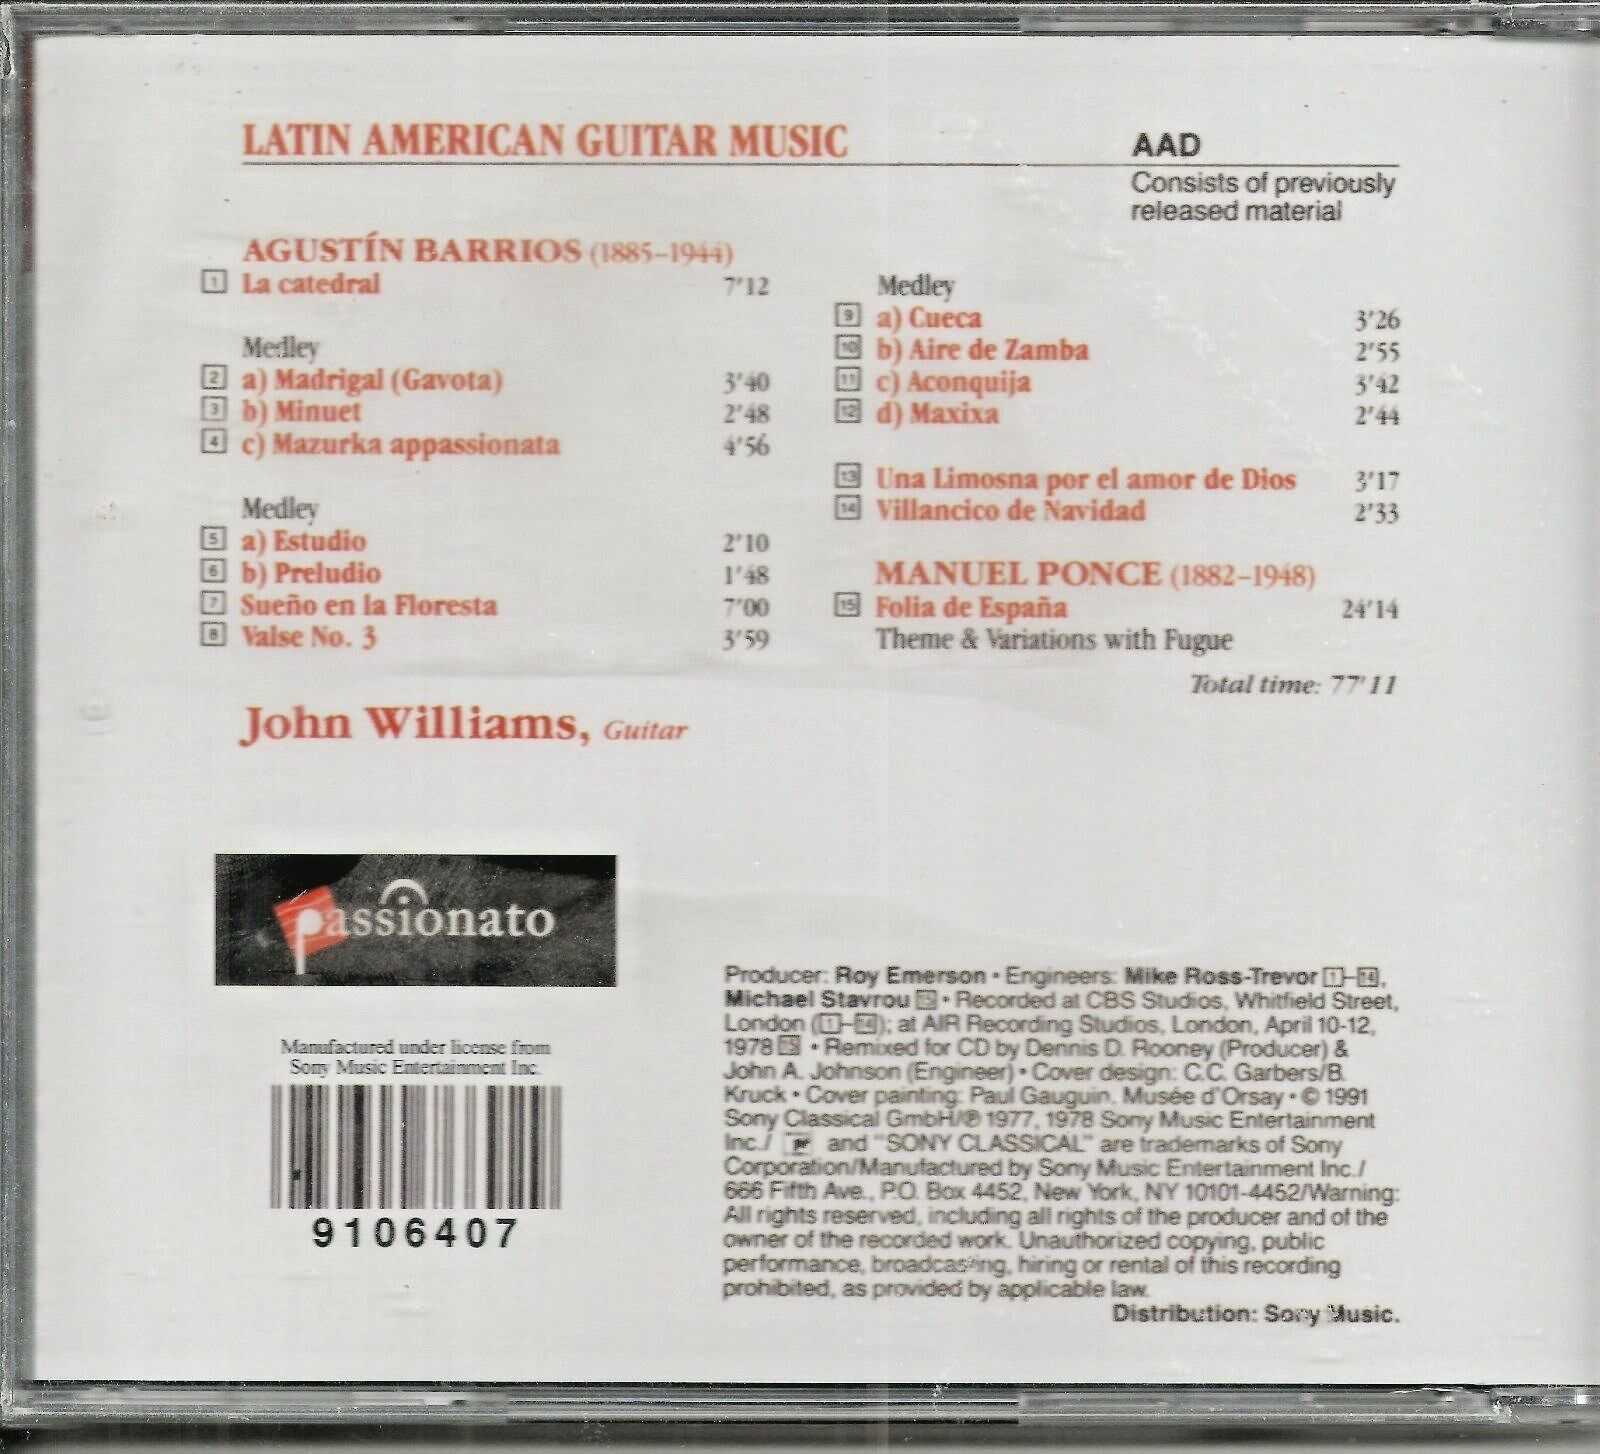 LATIN AMERICAN GUITAR MUSIC
AAD
Consists of previously
released material
AGUSTÍN BARRIOS (1885–1944)
1 La catedral 7'12
Medley
2 a) Madrigal (Gavota) 3'40
3 b) Minuet 2'48
4 c) Mazurka appassionata 4'56
Medley
5 a) Estudio 2'10
6 b) Preludio 1'48
7 Sueño en la Floresta 7'00
8 Valse No. 3 3'59
Medley
9 a) Cueca 3'26
10 b) Aire de Zamba 2'55
11 c) Aconquija 3'42
12 d) Maxixa 2'44
13 Una Limosna por el amor de Dios 3'17
14 Villancico de Navidad 2'33
MANUEL PONCE (1882–1948)
15 Folia de España 24'14
Theme & Variations with Fugue
Total time: 77'11
John Williams, Guitar
passionato
Manufactured under license from
Sony Music Entertainment Inc.
9106407
Producer: Roy Emerson • Engineers: Mike Ross-Trevor 1–14,
Michael Stavrou 15 • Recorded at CBS Studios, Whitfield Street,
London (1–14); at AIR Recording Studios, London, April 10-12,
1978 15 • Remixed for CD by Dennis D. Rooney (Producer) &
John A. Johnson (Engineer) • Cover design: C.C. Garbers/B.
Kruck • Cover painting: Paul Gauguin. Musée d'Orsay • © 1991
Sony Classical GmbH/℗ 1977, 1978 Sony Music Entertainment
Inc./ and "SONY CLASSICAL" are trademarks of Sony
Corporation/Manufactured by Sony Music Entertainment Inc./
666 Fifth Ave., P.O. Box 4452, New York, NY 10101-4452/Warning:
All rights reserved, including all rights of the producer and of the
owner of the recorded work. Unauthorized copying, public
performance, broadcasting, hiring or rental of this recording
prohibited, as provided by applicable law.
Distribution: Sony Music.